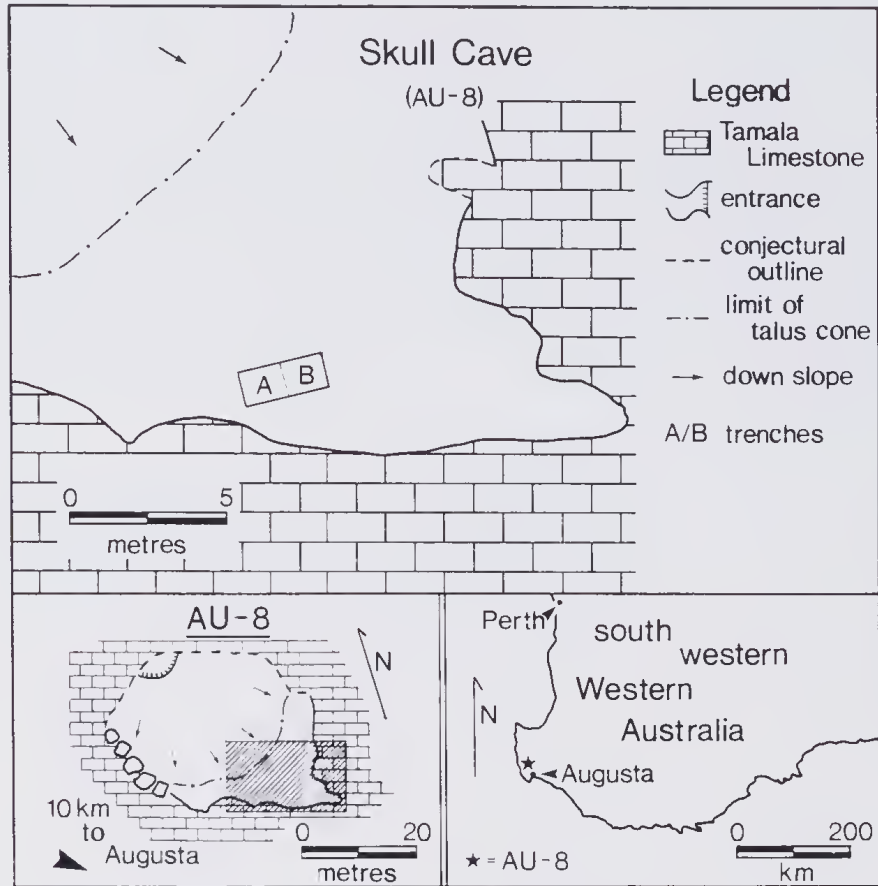 Skull Cave
(AU-8)
Legend
Tamala
Limestone
entrance
conjectural
outline
limit of
talus cone
down slope
A/B trenches
A B
0 5
metres
AU-8
N
10 km
to
Augusta
0 20
metres
Perth
south
western
Western
Australia
N
Augusta
0 200
km
★ = AU-8